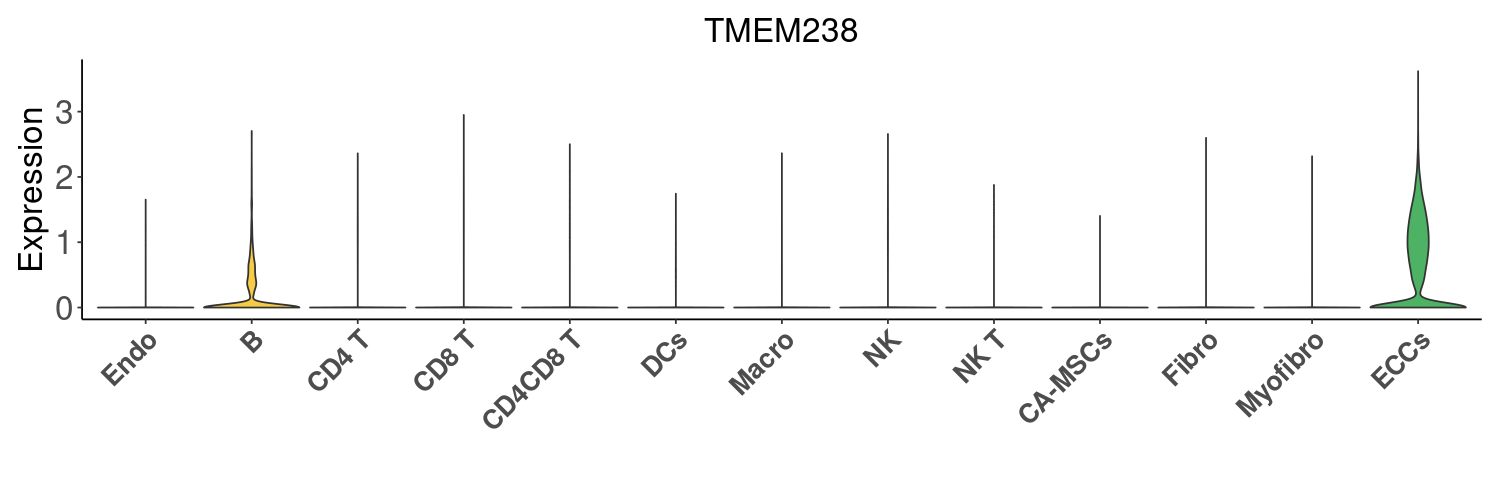 TMEM238
Expression
3
2
1
0
Endo
B
CD4 T
CD8 T
CD4CD8 T
DCs
Macro
NK
NK T
CA-MSCs
Fibro
Myofibro
ECCs